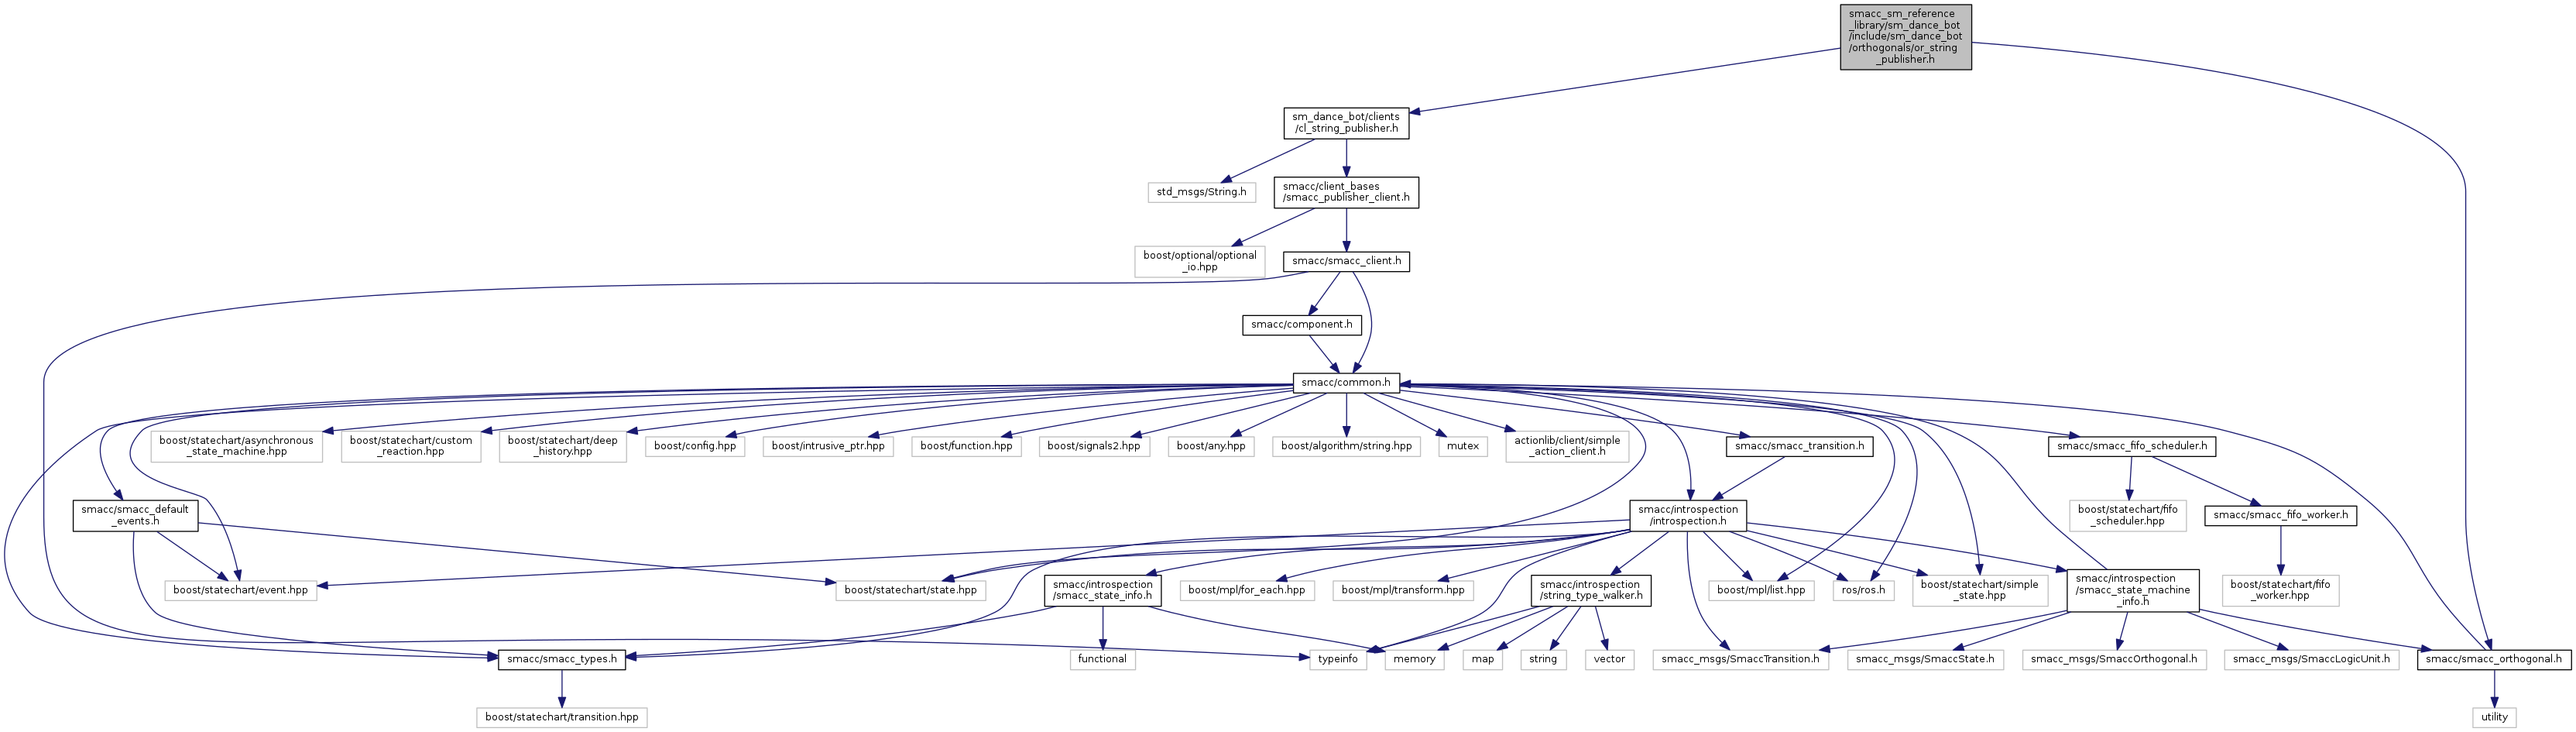 smacc_sm_reference
_library/sm_dance_bot
/include/sm_dance_bot
/orthogonals/or_string
_publisher.h
sm_dance_bot/clients
/cl_string_publisher.h
std_msgs/String.h
smacc/client_bases
/smacc_publisher_client.h
boost/optional/optional
_io.hpp
smacc/smacc_client.h
smacc/component.h
smacc/common.h
boost/statechart/asynchronous
_state_machine.hpp
boost/statechart/custom
_reaction.hpp
boost/statechart/deep
_history.hpp
boost/config.hpp
boost/intrusive_ptr.hpp
boost/function.hpp
boost/signals2.hpp
boost/any.hpp
boost/algorithm/string.hpp
mutex
actionlib/client/simple
_action_client.h
smacc/smacc_transition.h
smacc/smacc_fifo_scheduler.h
smacc/smacc_default
_events.h
smacc/introspection
/introspection.h
boost/statechart/fifo
_scheduler.hpp
smacc/smacc_fifo_worker.h
boost/statechart/event.hpp
boost/statechart/state.hpp
smacc/introspection
/smacc_state_info.h
boost/mpl/for_each.hpp
boost/mpl/transform.hpp
smacc/introspection
/string_type_walker.h
boost/mpl/list.hpp
ros/ros.h
boost/statechart/simple
_state.hpp
smacc/introspection
/smacc_state_machine
_info.h
boost/statechart/fifo
_worker.hpp
smacc/smacc_types.h
functional
typeinfo
memory
map
string
vector
smacc_msgs/SmaccTransition.h
smacc_msgs/SmaccState.h
smacc_msgs/SmaccOrthogonal.h
smacc_msgs/SmaccLogicUnit.h
smacc/smacc_orthogonal.h
boost/statechart/transition.hpp
utility